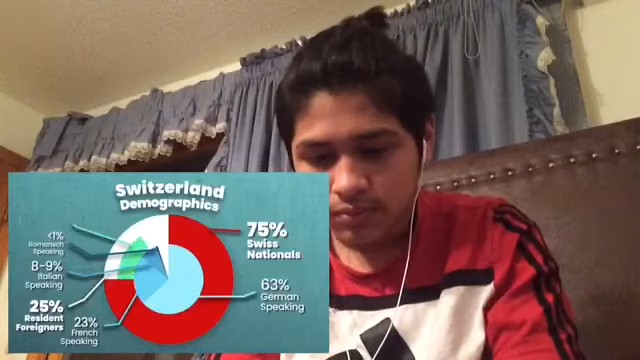 Switzerland
Demographics
75%
Swiss
Nationals
<1%
Romansch
Speaking
8-9%
Italian
Speaking
63%
German
Speaking
25%
Resident
Foreigners
23%
French
Speaking